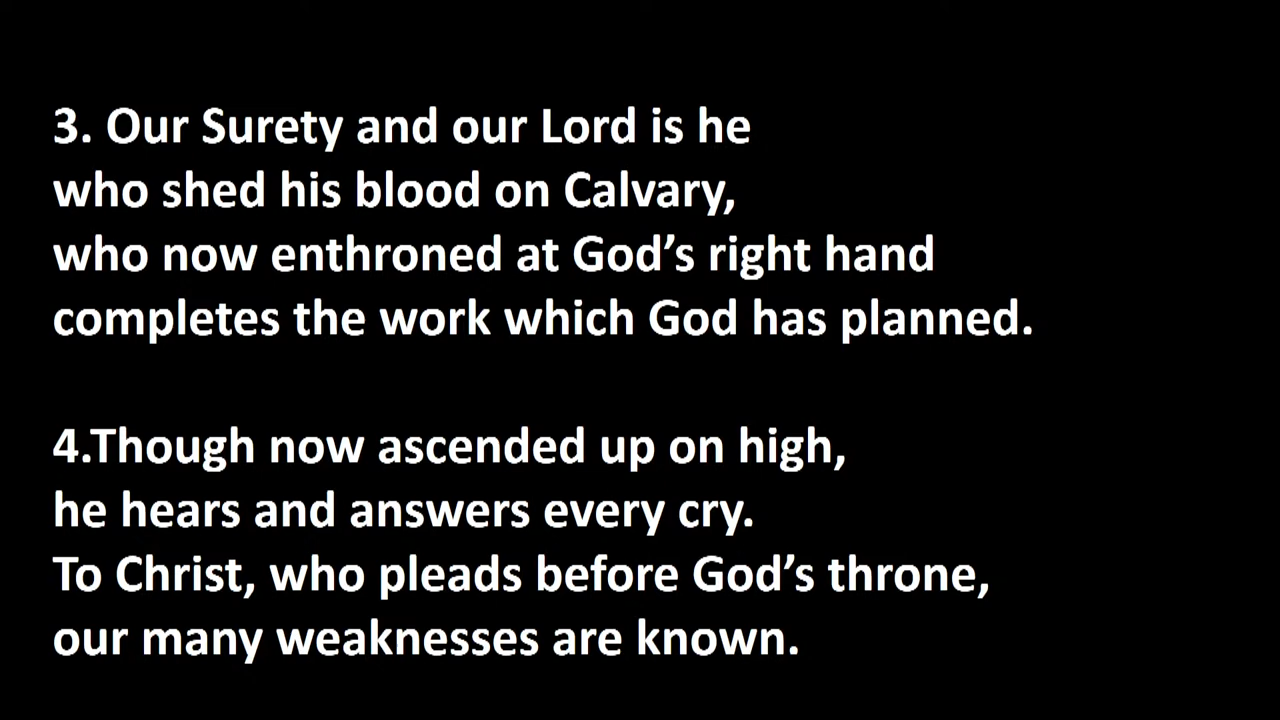 3. Our Surety and our Lord is he
who shed his blood on Calvary,
who now enthroned at God’s right hand
completes the work which God has planned.
4.Though now ascended up on high,
he hears and answers every cry.
To Christ, who pleads before God’s throne,
our many weaknesses are known.